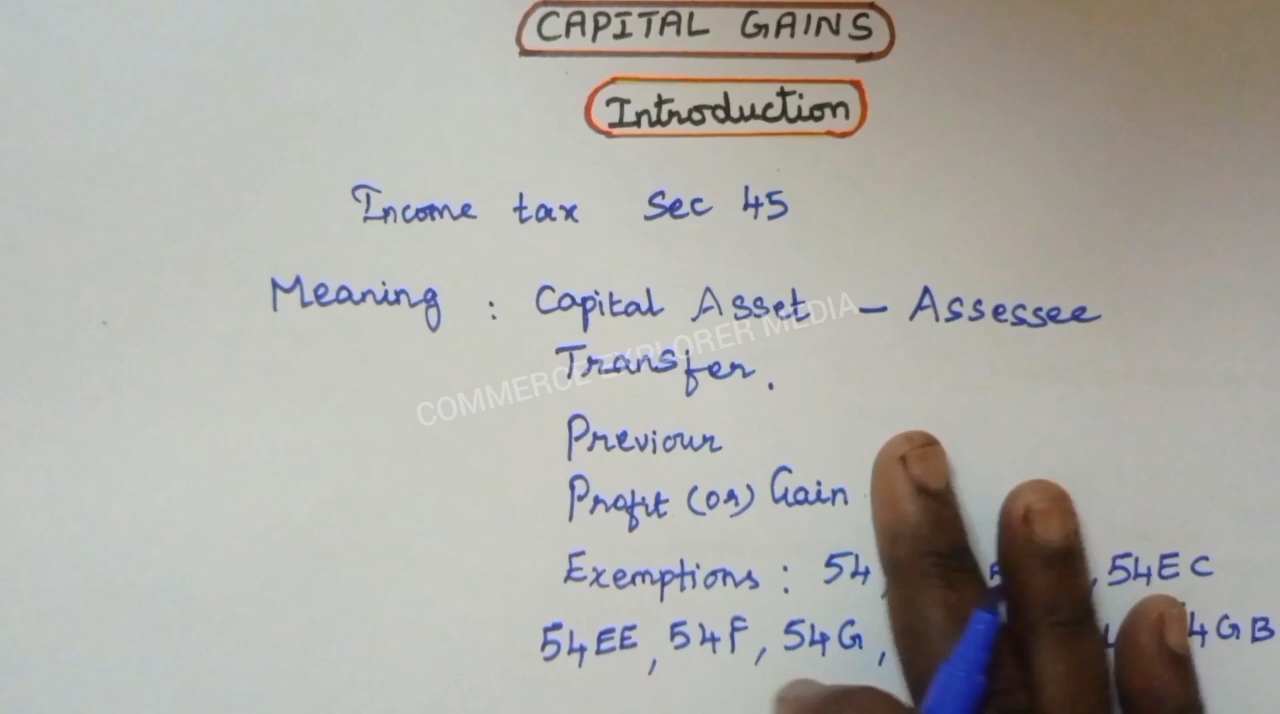 CAPITAL GAINS
Introduction
Income tax Sec 45
Meaning : Capital Asset – Assessee
Transfer.
COMMERCE EXPLORER MEDIA
Previour
Profit (or) Gain
Exemptions : 54 , 54EC
54EE, 54F, 54G, 4GB